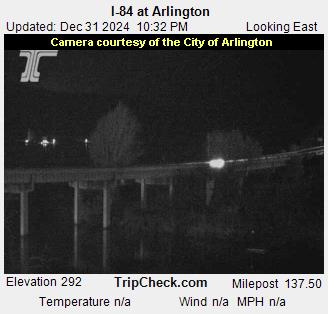 I-84 at Arlington
Updated: Dec 31 2024 10:32 PM Looking East
Camera courtesy of the City of Arlington
Elevation 292 TripCheck.com Milepost 137.50
Temperature n/a Wind n/a MPH n/a